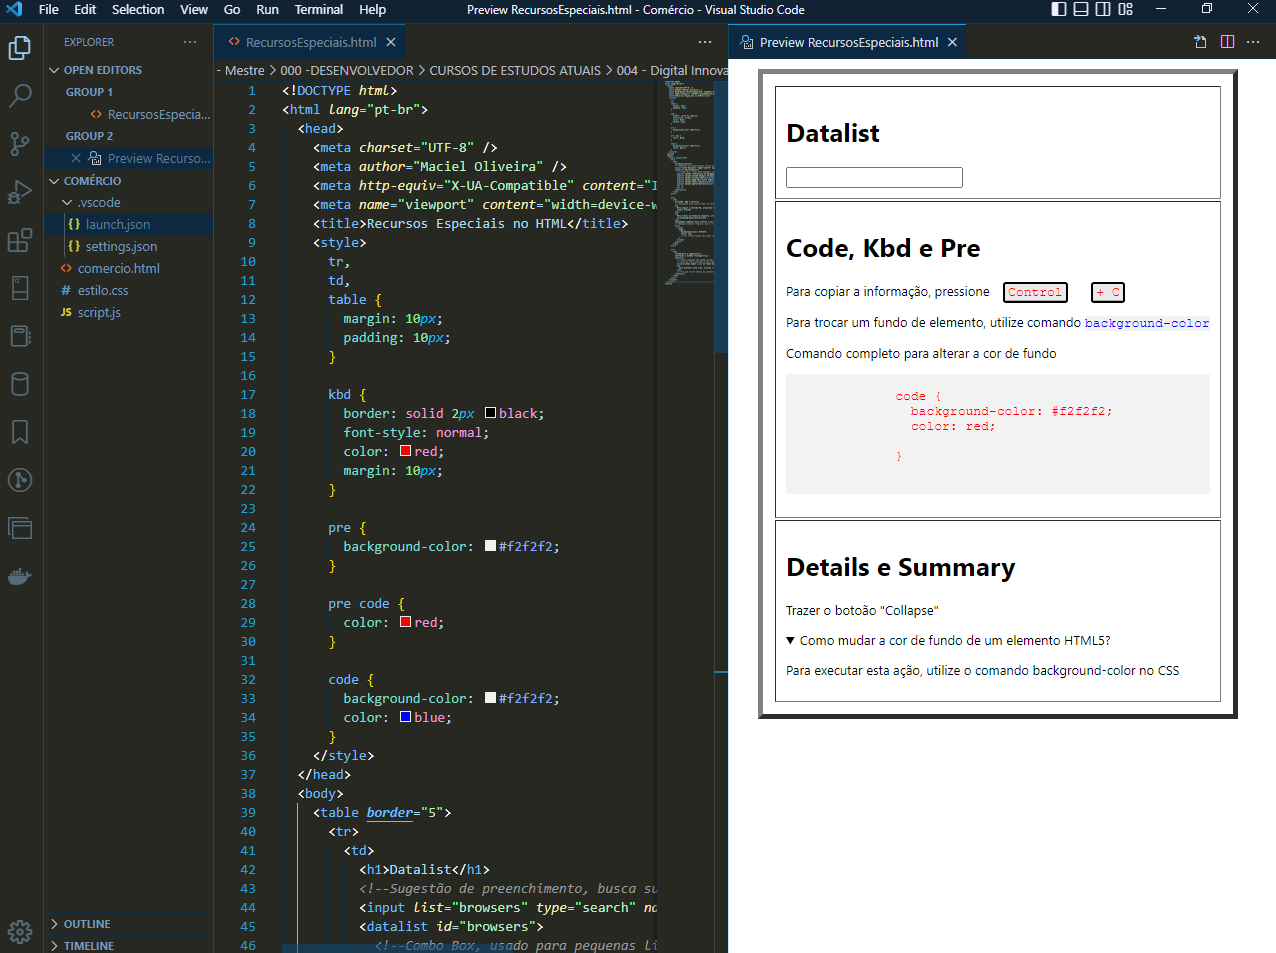 File Edit Selection View Go Run Terminal Help
Preview RecursosEspeciais.html - Comércio - Visual Studio Code
EXPLORER
OPEN EDITORS
GROUP 1
RecursosEspecia...
GROUP 2
Preview Recurso...
COMÉRCIO
.vscode
launch.json
settings.json
comercio.html
estilo.css
script.js
OUTLINE
TIMELINE
RecursosEspeciais.html
- Mestre > 000 -DESENVOLVEDOR > CURSOS DE ESTUDOS ATUAIS > 004 - Digital Innova
1 <!DOCTYPE html>
2 <html lang="pt-br">
3 <head>
4 <meta charset="UTF-8" />
5 <meta author="Maciel Oliveira" />
6 <meta http-equiv="X-UA-Compatible" content="I
7 <meta name="viewport" content="width=device-w
8 <title>Recursos Especiais no HTML</title>
9 <style>
10 tr,
11 td,
12 table {
13 margin: 10px;
14 padding: 10px;
15 }
16
17 kbd {
18 border: solid 2px black;
19 font-style: normal;
20 color: red;
21 margin: 10px;
22 }
23
24 pre {
25 background-color: #f2f2f2;
26 }
27
28 pre code {
29 color: red;
30 }
31
32 code {
33 background-color: #f2f2f2;
34 color: blue;
35 }
36 </style>
37 </head>
38 <body>
39 <table border="5">
40 <tr>
41 <td>
42 <h1>Datalist</h1>
43 <!--Sugestão de preenchimento, busca su
44 <input list="browsers" type="search" na
45 <datalist id="browsers">
46 <!--Combo Box, usado para pequenas li
Preview RecursosEspeciais.html
Datalist
Code, Kbd e Pre
Para copiar a informação, pressione Control + C
Para trocar um fundo de elemento, utilize comando background-color
Comando completo para alterar a cor de fundo
code {
background-color: #f2f2f2;
color: red;
}
Details e Summary
Trazer o botoão "Collapse"
▼ Como mudar a cor de fundo de um elemento HTML5?
Para executar esta ação, utilize o comando background-color no CSS